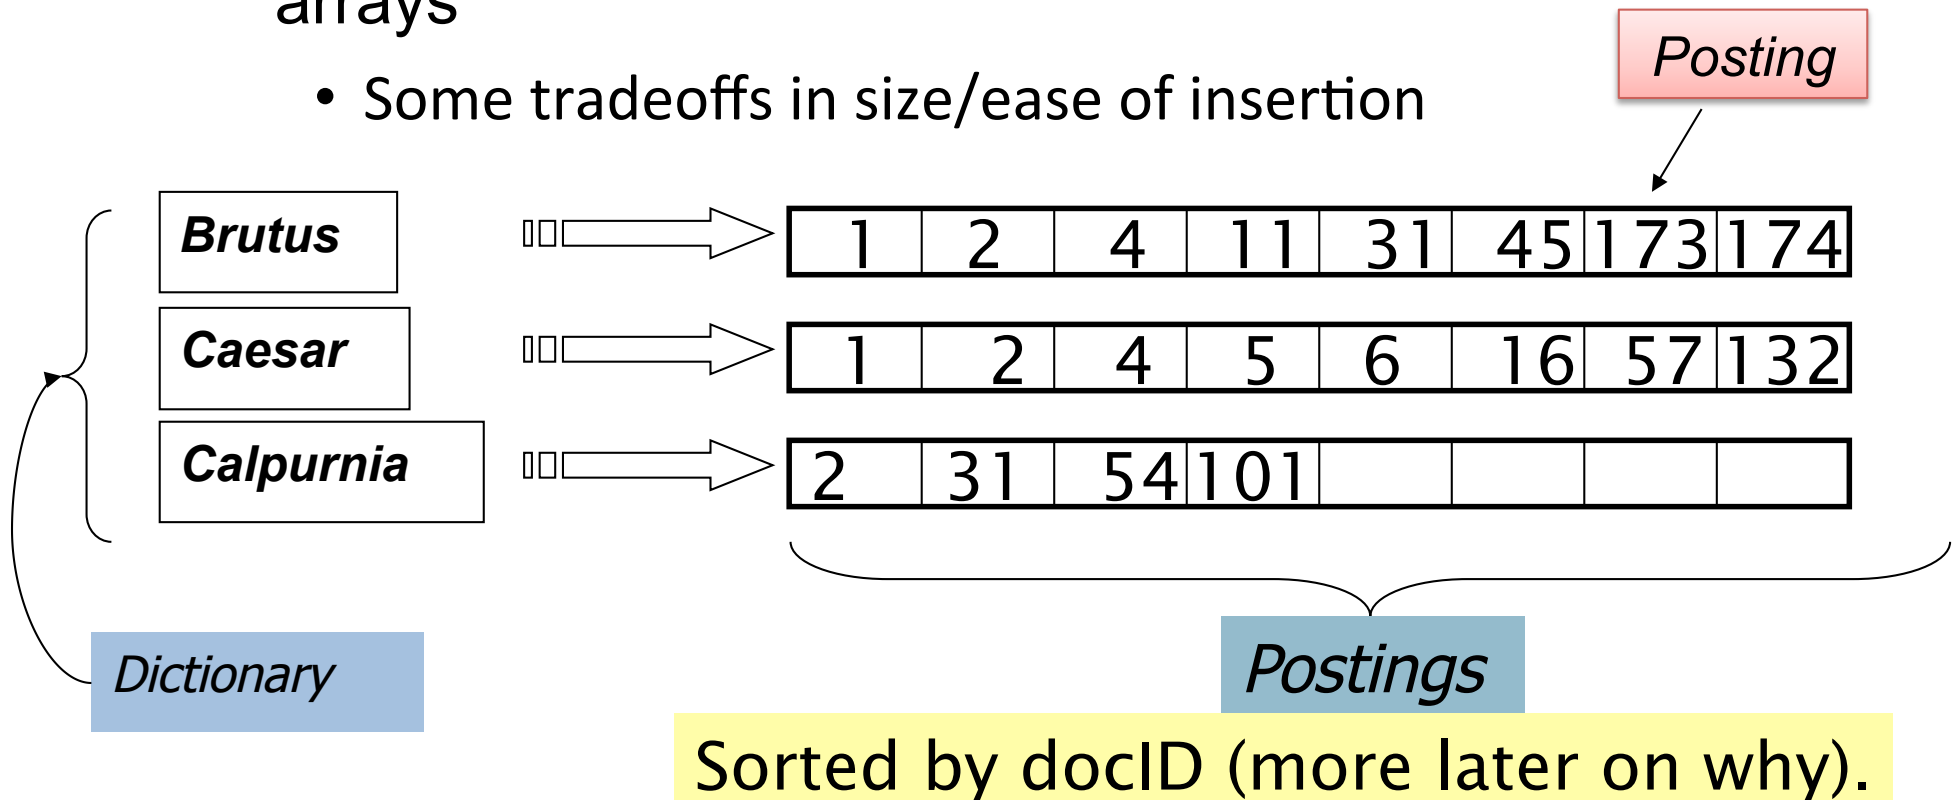 arrays
• Some tradeoffs in size/ease of insertion
Posting
Brutus 1 2 4 11 31 45 173 174
Caesar 1 2 4 5 6 16 57 132
Calpurnia 2 31 54 101
Dictionary
Postings
Sorted by docID (more later on why).